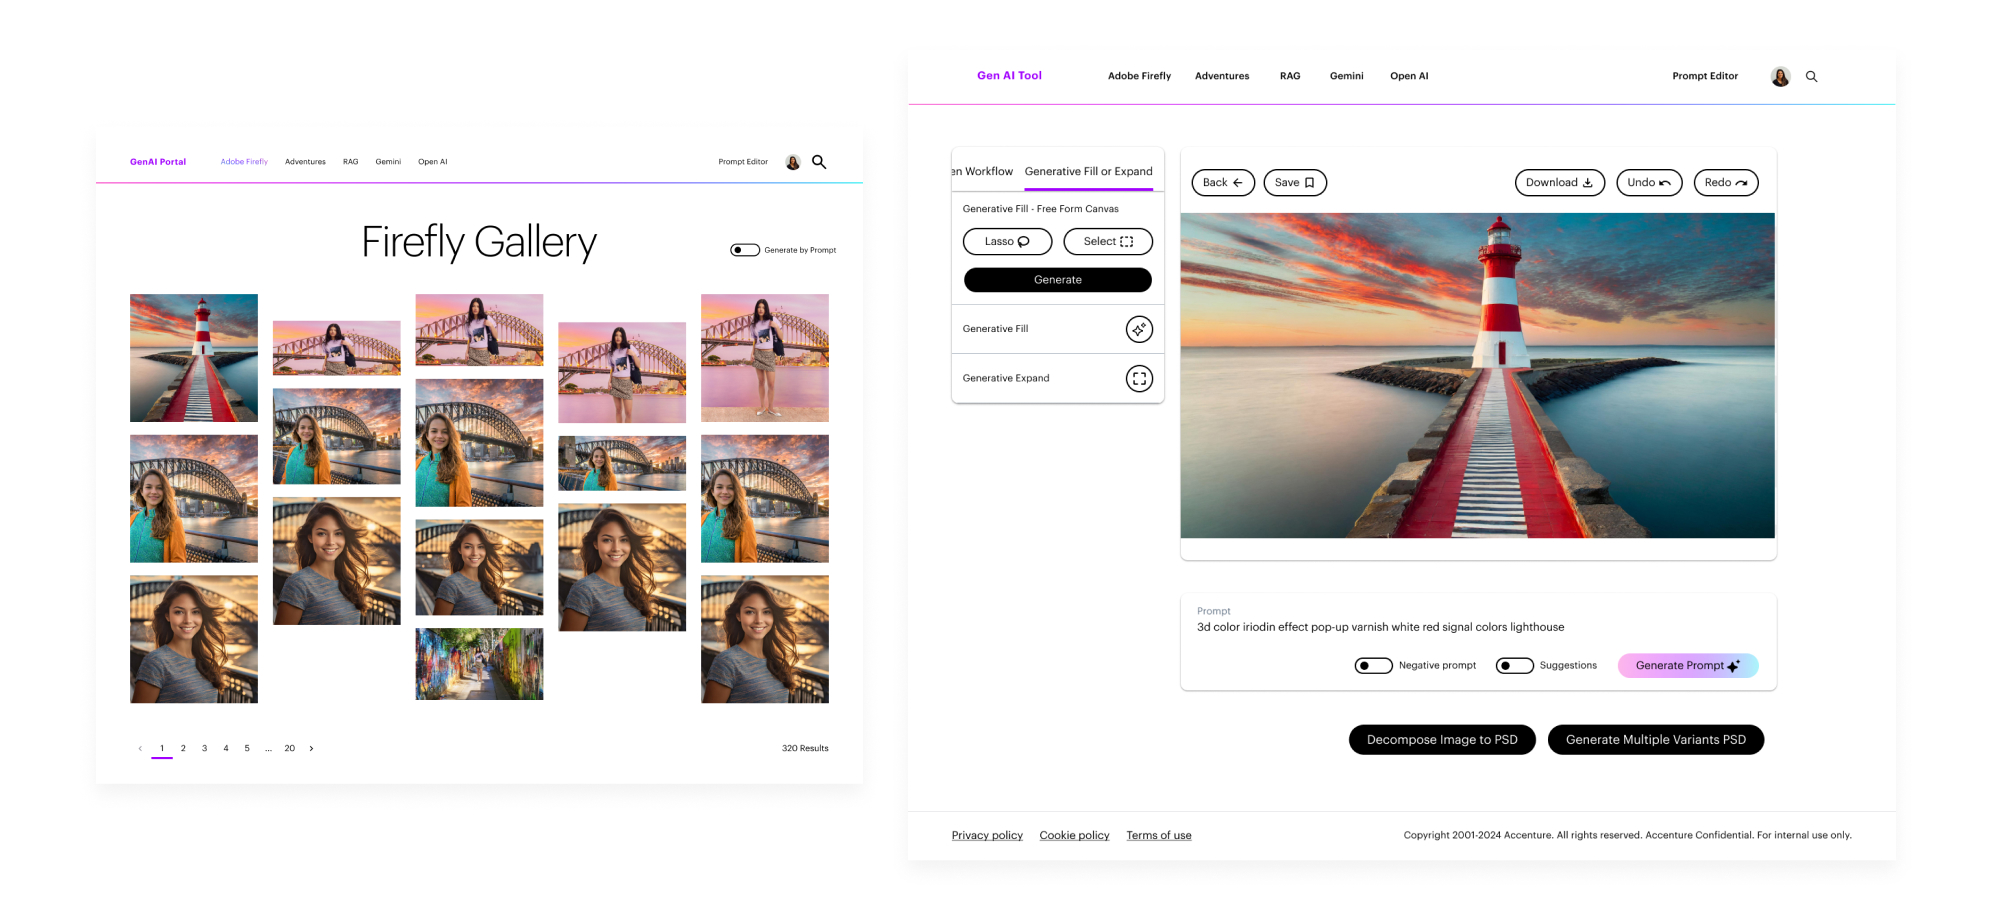 GenAI Portal Adobe Firefly Adventures RAG Gemini Open AI Prompt Editor
Firefly Gallery
Generate by Prompt
1 2 3 4 5 ... 20
320 Results
Gen AI Tool Adobe Firefly Adventures RAG Gemini Open AI Prompt Editor
en Workflow Generative Fill or Expand
Generative Fill - Free Form Canvas
Lasso Select
Generate
Generative Fill
Generative Expand
Back Save Download Undo Redo
Prompt
3d color iriodin effect pop-up varnish white red signal colors lighthouse
Negative prompt Suggestions Generate Prompt
Decompose Image to PSD Generate Multiple Variants PSD
Privacy policy Cookie policy Terms of use Copyright 2001-2024 Accenture. All rights reserved. Accenture Confidential. For internal use only.